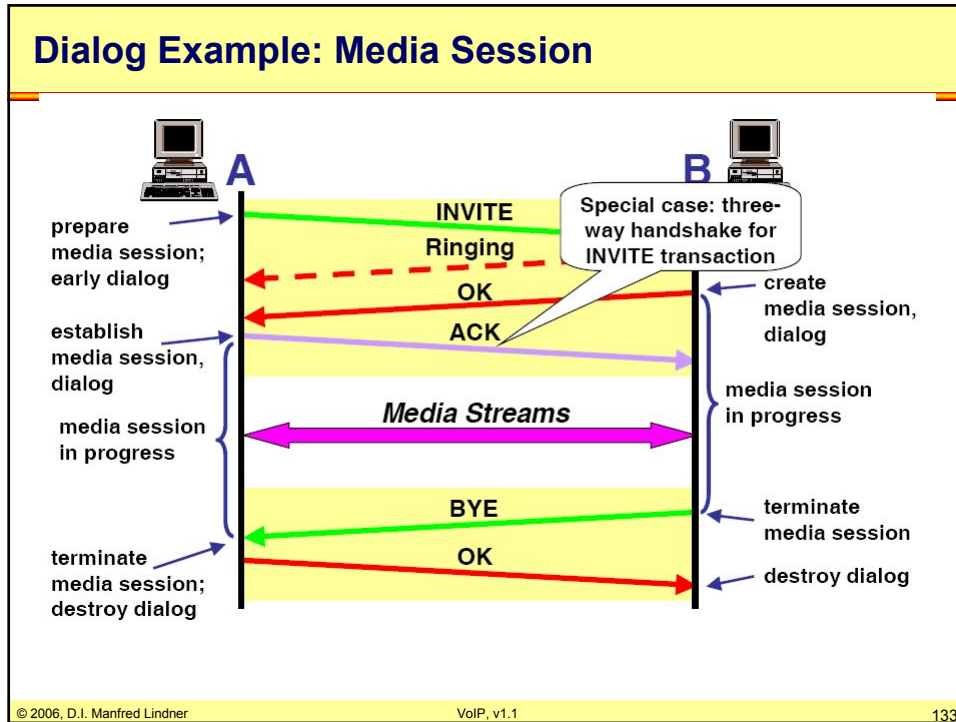 Dialog Example: Media Session
A
B
INVITE
Special case: three-
way handshake for
INVITE transaction
prepare
media session;
early dialog
Ringing
OK
create
media session,
dialog
establish
media session,
dialog
ACK
media session
in progress
Media Streams
media session
in progress
BYE
terminate
media session
terminate
media session;
destroy dialog
OK
destroy dialog
© 2006, D.I. Manfred Lindner
VoIP, v1.1
133